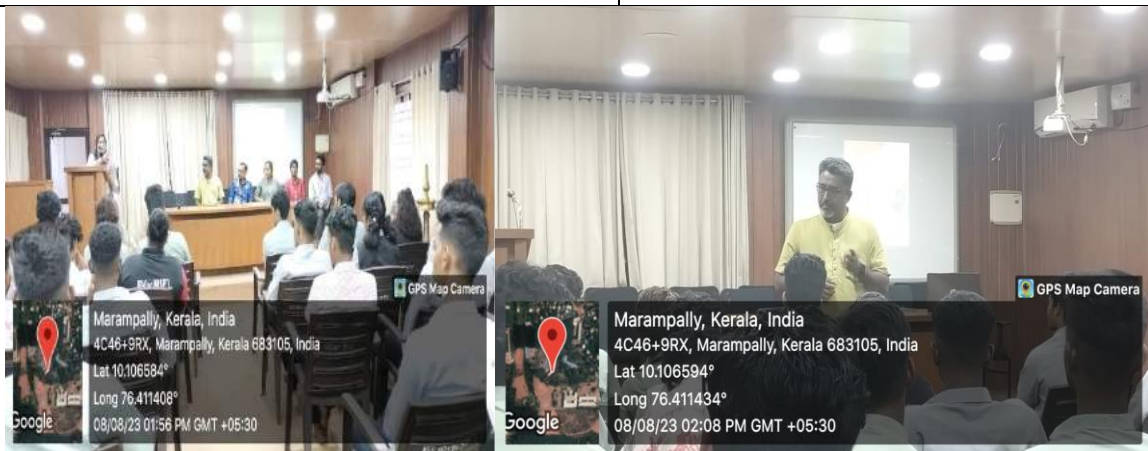 GPS Map Camera
Marampally, Kerala, India
4C46+9RX, Marampally, Kerala 683105, India
Lat 10.106584°
Long 76.411408°
08/08/23 01:56 PM GMT +05:30
Google
GPS Map Camera
Marampally, Kerala, India
4C46+9RX, Marampally, Kerala 683105, India
Lat 10.106594°
Long 76.411434°
08/08/23 02:08 PM GMT +05:30
Google